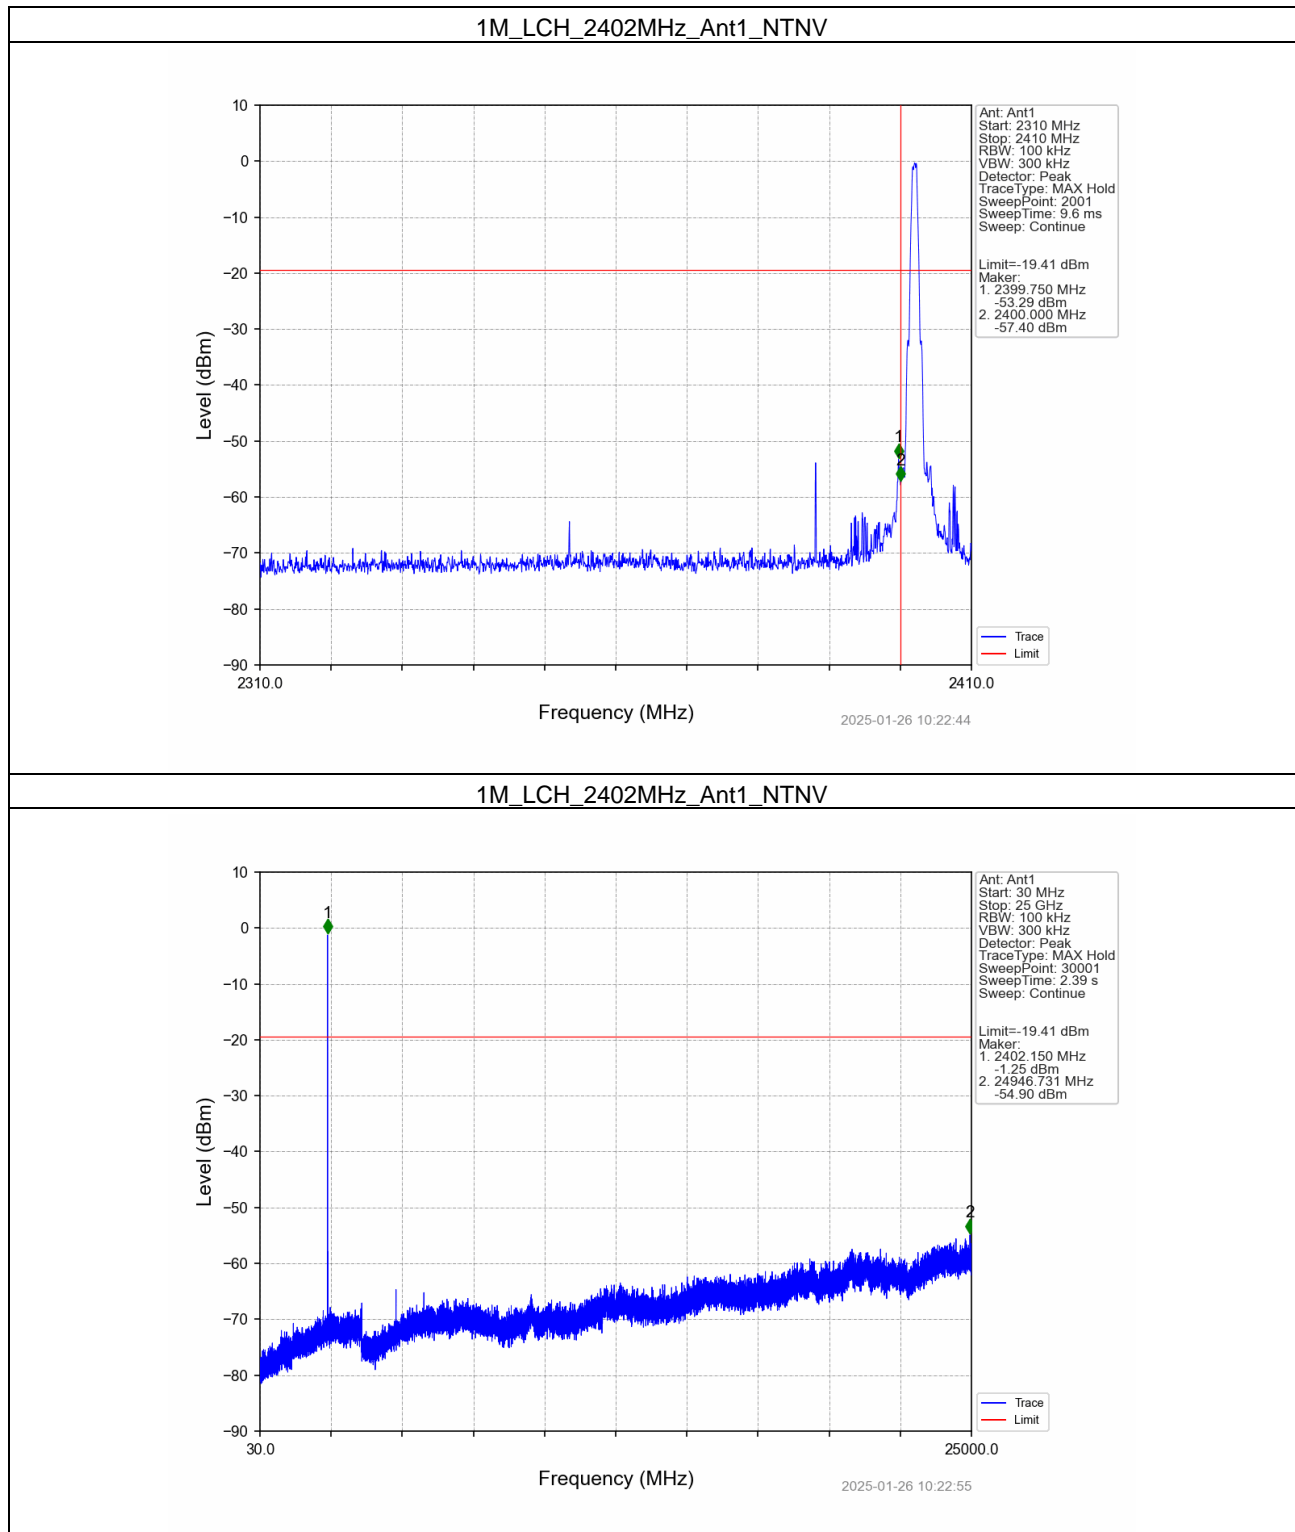 1M_LCH_2402MHz_Ant1_NTNV
10
0
−10
−20
−30
−40
−50
−60
−70
−80
−90
Level (dBm)
1
2
2310.0
2410.0
Frequency (MHz)
2025-01-26 10:22:44
Ant: Ant1
Start: 2310 MHz
Stop: 2410 MHz
RBW: 100 kHz
VBW: 300 kHz
Detector: Peak
TraceType: MAX Hold
SweepPoint: 2001
SweepTime: 9.6 ms
Sweep: Continue
Limit=-19.41 dBm
Maker:
1. 2399.750 MHz
-53.29 dBm
2. 2400.000 MHz
-57.40 dBm
Trace
Limit
1M_LCH_2402MHz_Ant1_NTNV
10
0
−10
−20
−30
−40
−50
−60
−70
−80
−90
Level (dBm)
1
2
30.0
25000.0
Frequency (MHz)
2025-01-26 10:22:55
Ant: Ant1
Start: 30 MHz
Stop: 25 GHz
RBW: 100 kHz
VBW: 300 kHz
Detector: Peak
TraceType: MAX Hold
SweepPoint: 30001
SweepTime: 2.39 s
Sweep: Continue
Limit=-19.41 dBm
Maker:
1. 2402.150 MHz
-1.25 dBm
2. 24946.731 MHz
-54.90 dBm
Trace
Limit